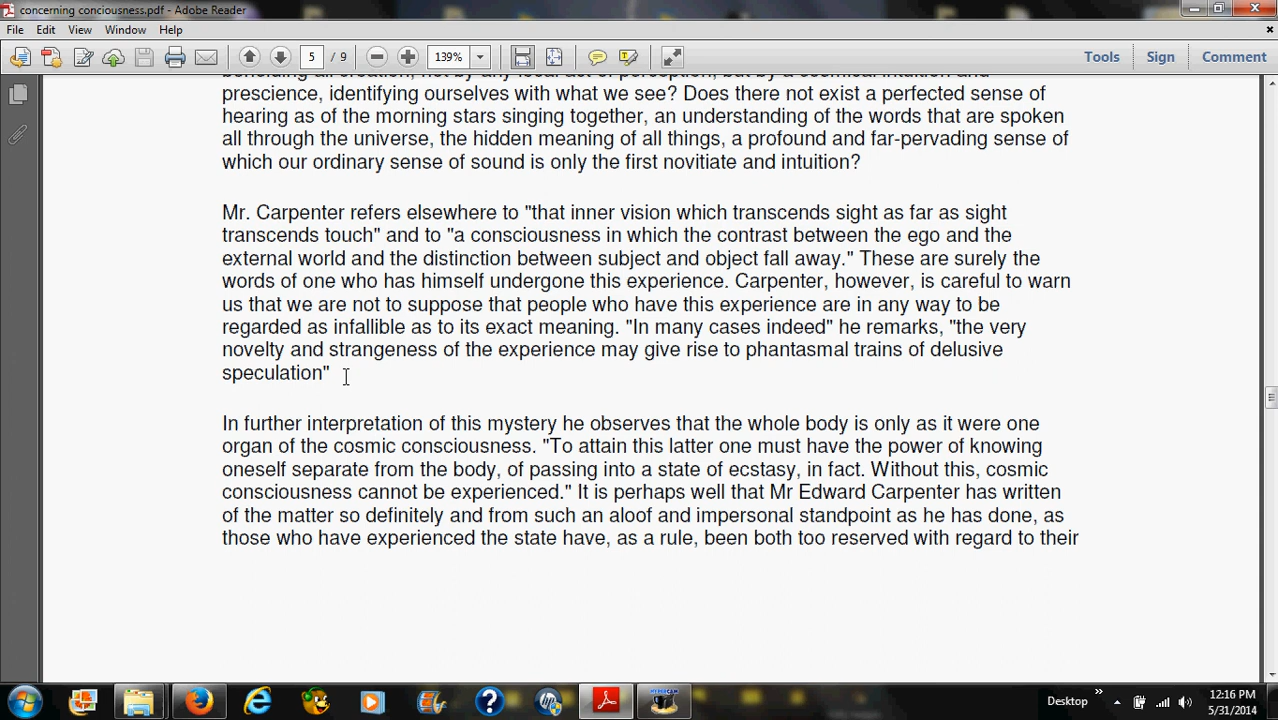 concerning conciousness.pdf - Adobe Reader
File Edit View Window Help
5 / 9 139% Tools Sign Comment
beholding all creation, not by any local act of perception, but by a cosmical intuition and
prescience, identifying ourselves with what we see? Does there not exist a perfected sense of
hearing as of the morning stars singing together, an understanding of the words that are spoken
all through the universe, the hidden meaning of all things, a profound and far-pervading sense of
which our ordinary sense of sound is only the first novitiate and intuition?
Mr. Carpenter refers elsewhere to "that inner vision which transcends sight as far as sight
transcends touch" and to "a consciousness in which the contrast between the ego and the
external world and the distinction between subject and object fall away." These are surely the
words of one who has himself undergone this experience. Carpenter, however, is careful to warn
us that we are not to suppose that people who have this experience are in any way to be
regarded as infallible as to its exact meaning. "In many cases indeed" he remarks, "the very
novelty and strangeness of the experience may give rise to phantasmal trains of delusive
speculation"
In further interpretation of this mystery he observes that the whole body is only as it were one
organ of the cosmic consciousness. "To attain this latter one must have the power of knowing
oneself separate from the body, of passing into a state of ecstasy, in fact. Without this, cosmic
consciousness cannot be experienced." It is perhaps well that Mr Edward Carpenter has written
of the matter so definitely and from such an aloof and impersonal standpoint as he has done, as
those who have experienced the state have, as a rule, been both too reserved with regard to their
Desktop
12:16 PM
5/31/2014